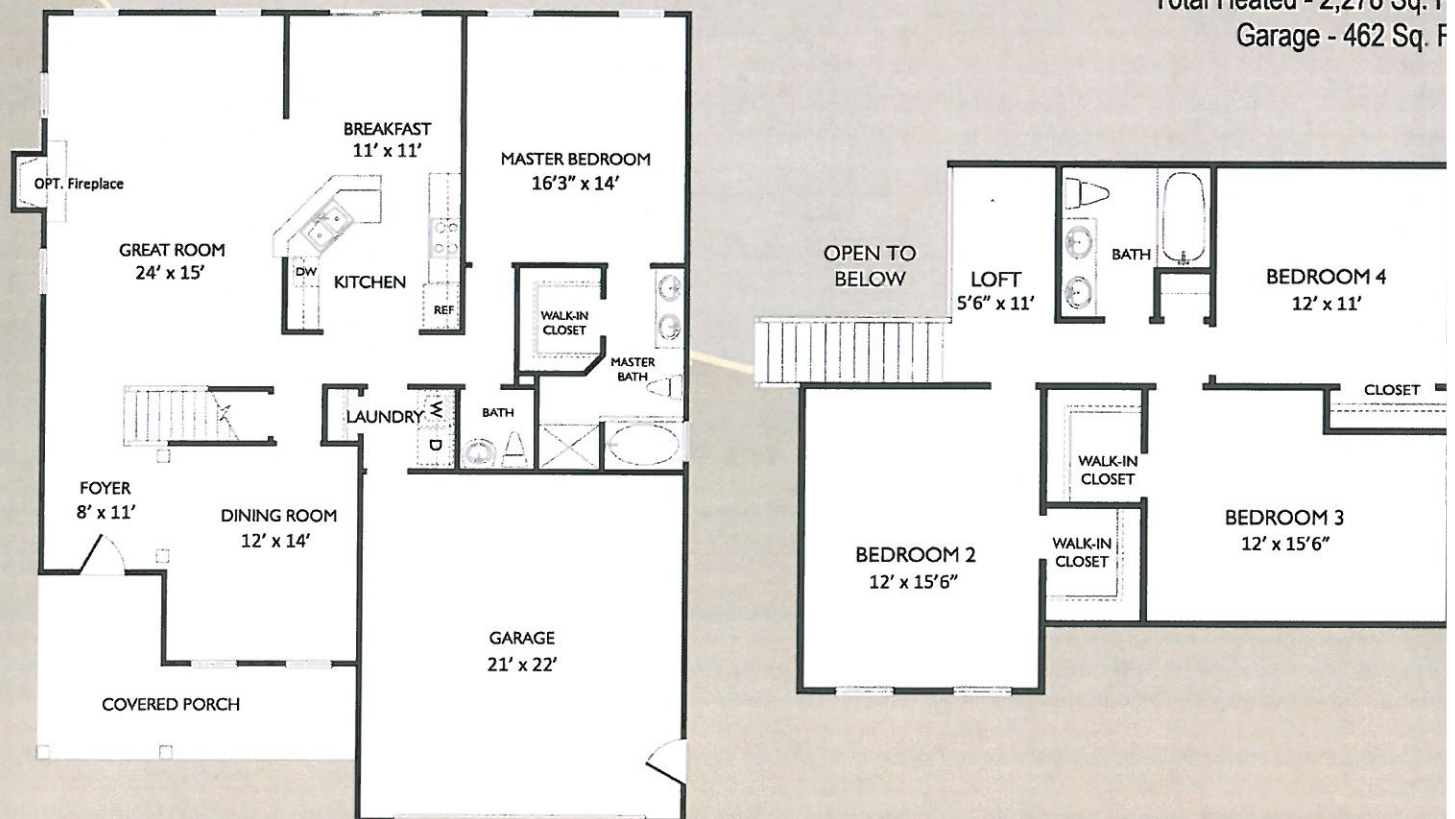 Garage - 462 Sq.
BREAKFAST
11' x 11'
MASTER BEDROOM
16'3" x 14'
OPT. Fireplace
GREAT ROOM
24' x 15'
DW
KITCHEN
REF
WALK-IN
CLOSET
MASTER
BATH
LAUNDRY
W
D
BATH
FOYER
8' x 11'
DINING ROOM
12' x 14'
GARAGE
21' x 22'
COVERED PORCH
OPEN TO
BELOW
LOFT
5'6" x 11'
BATH
BEDROOM 4
12' x 11'
CLOSET
WALK-IN
CLOSET
WALK-IN
CLOSET
BEDROOM 3
12' x 15'6"
BEDROOM 2
12' x 15'6"